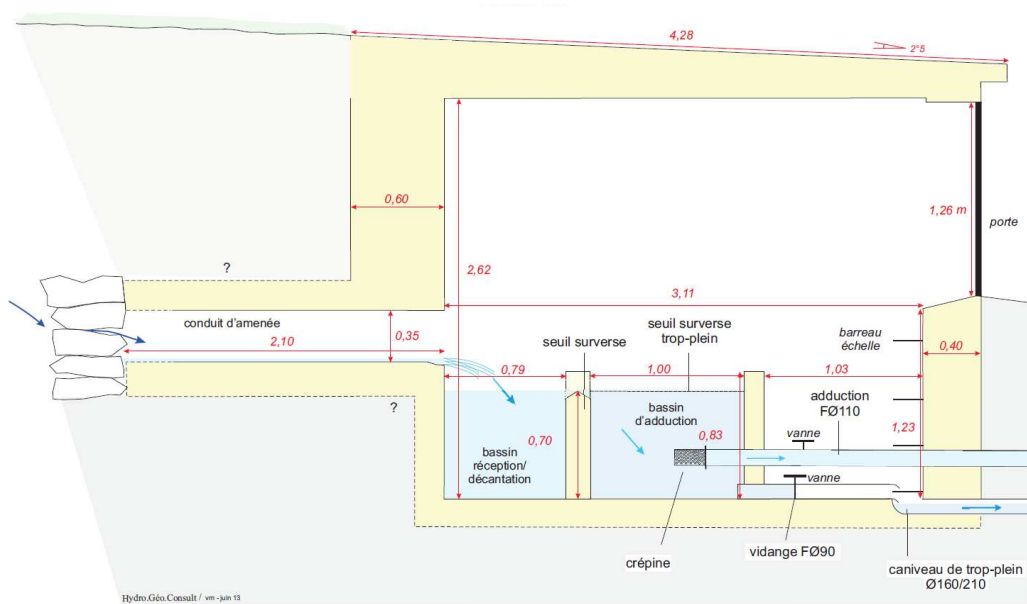 4,28
2°5
0,60
1,26 m
porte
?
2,62
3,11
conduit d'amenée
0,35
seuil surverse
trop-plein
seuil surverse
barreau
échelle
0,40
2,10
0,79
1,00
1,03
?
bassin
d'adduction
adduction
FØ110
vanne
1,23
0,70
0,83
bassin
réception/
décantation
vanne
crépine
vidange FØ90
caniveau de trop-plein
Ø160/210
Hydro.Géo.Consult / vm - juin 13